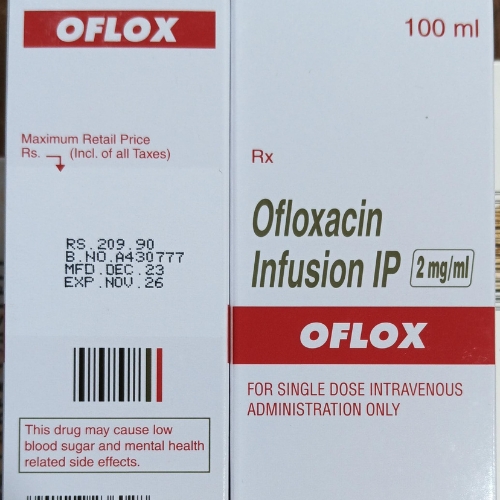 OFLOX
Maximum Retail Price
Rs. (Incl. of all Taxes)
RS.209.90
B.NO.A430777
MFD.DEC.23
EXP.NOV.26
This drug may cause low
blood sugar and mental health
related side effects.
100 ml
Rx
Ofloxacin
Infusion IP 2 mg/ml
OFLOX
FOR SINGLE DOSE INTRAVENOUS
ADMINISTRATION ONLY